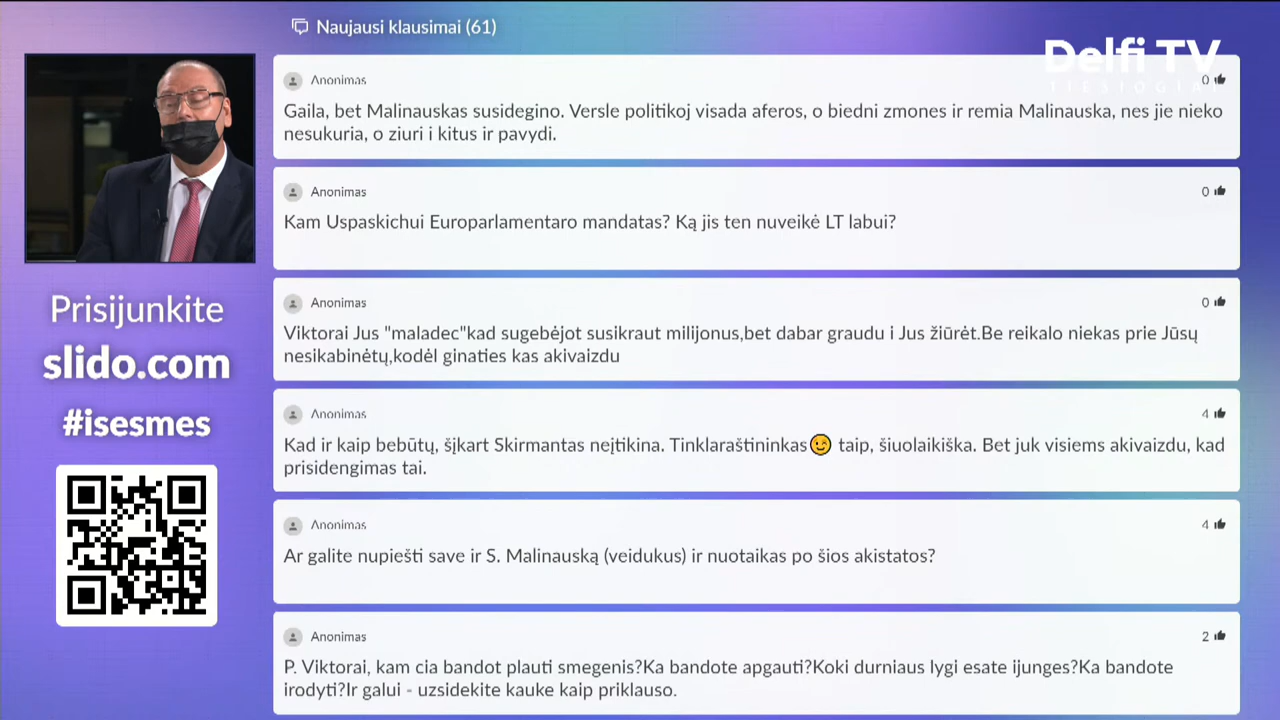 Naujausi klausimai (61)
Delfi TV
TIESIOGIAI
Anonimas
0
Gaila, bet Malinauskas susidegino. Versle politikoj visada aferos, o biedni zmones ir remia Malinauska, nes jie nieko
nesukuria, o ziuri i kitus ir pavydi.
Anonimas
0
Kam Uspaskichui Europarlamentaro mandatas? Ką jis ten nuveikė LT labui?
Anonimas
0
Viktorai Jus "maladec"kad sugebėjot susikraut milijonus,bet dabar graudu i Jus žiūrėt.Be reikalo niekas prie Jūsų
nesikabinėtų,kodėl ginaties kas akivaizdu
Anonimas
4
Kad ir kaip bebūtų, šįkart Skirmantas neįtikina. Tinklaraštininkas😉 taip, šiuolaikiška. Bet juk visiems akivaizdu, kad
prisidengimas tai.
Anonimas
4
Ar galite nupiešti save ir S. Malinauską (veidukus) ir nuotaikas po šios akistatos?
Anonimas
2
P. Viktorai, kam cia bandot plauti smegenis?Ka bandote apgauti?Koki durniaus lygi esate ijunges?Ka bandote
irodyti?Ir galui - uzsidekite kauke kaip priklauso.
Prisijunkite
slido.com
#isesmes